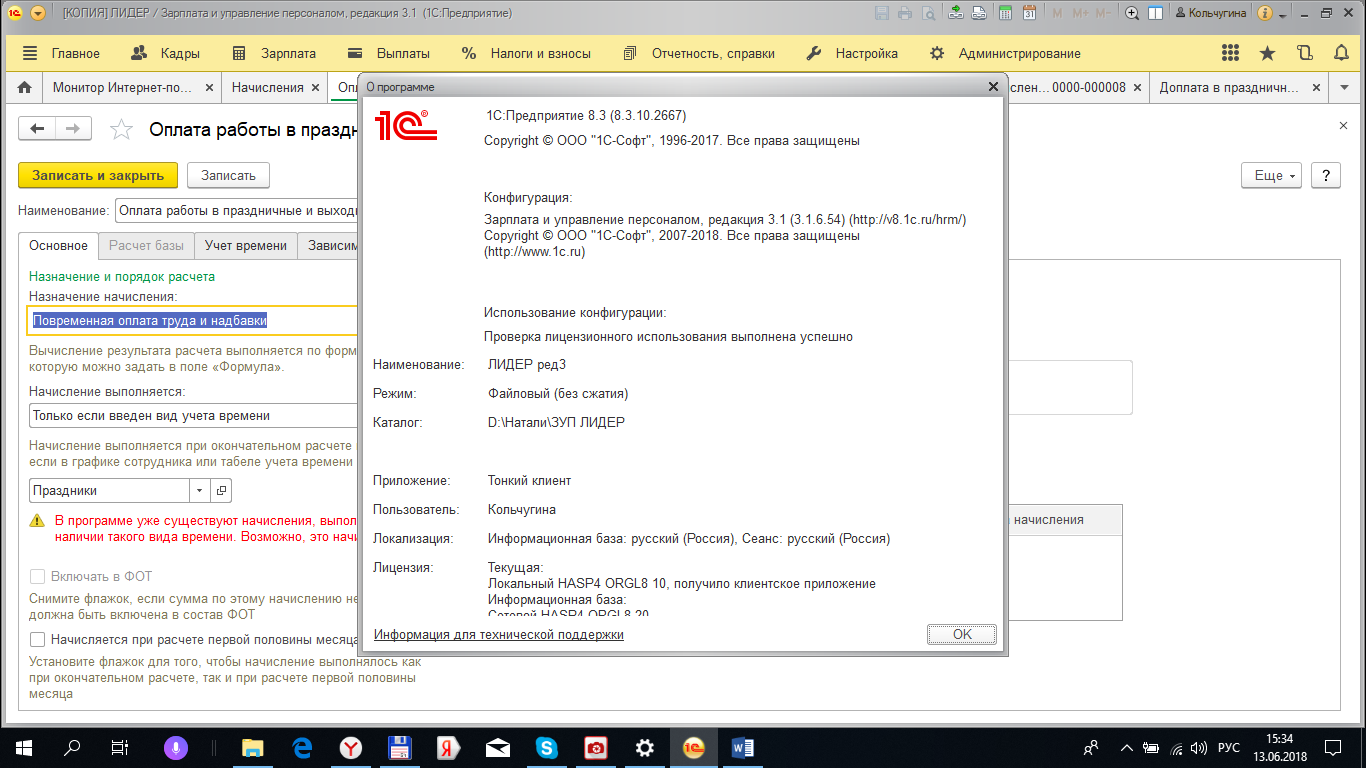 [КОПИЯ] ЛИДЕР / Зарплата и управление персоналом, редакция 3.1 (1С:Предприятие)
M M+ M- Кольчугина
Главное Кадры Зарплата Выплаты Налоги и взносы Отчетность, справки Настройка Администрирование
Монитор Интернет-по... Начисления Опл 0000-000008 Доплата в праздничн...
О программе
Оплата работы в праздн
1С:Предприятие 8.3 (8.3.10.2667)
Copyright © ООО "1С-Софт", 1996-2017. Все права защищены
Записать и закрыть Записать Еще ?
Конфигурация:
Зарплата и управление персоналом, редакция 3.1 (3.1.6.54) (http://v8.1c.ru/hrm/)
Copyright © ООО "1С-Софт", 2007-2018. Все права защищены
(http://www.1c.ru)
Наименование: Оплата работы в праздничные и выходн
Основное Расчет базы Учет времени Зависим
Назначение и порядок расчета
Назначение начисления:
Повременная оплата труда и надбавки
Вычисление результата расчета выполняется по форм
которую можно задать в поле «Формула».
Начисление выполняется:
Только если введен вид учета времени
Начисление выполняется при окончательном расчете
если в графике сотрудника или табеле учета времени
Праздники
В программе уже существуют начисления, выпол
наличии такого вида времени. Возможно, это начи
Включать в ФОТ
Снимите флажок, если сумма по этому начислению не
должна быть включена в состав ФОТ
Начисляется при расчете первой половины месяца
Установите флажок для того, чтобы начисление выполнялось как
при окончательном расчете, так и при расчете первой половины
месяца
Использование конфигурации:
Проверка лицензионного использования выполнена успешно
Наименование: ЛИДЕР ред3
Режим: Файловый (без сжатия)
Каталог: D:\Натали\ЗУП ЛИДЕР
Приложение: Тонкий клиент
Пользователь: Кольчугина
Локализация: Информационная база: русский (Россия), Сеанс: русский (Россия)
Лицензия: Текущая:
Локальный HASP4 ORGL8 10, получило клиентское приложение
Информационная база:
Сетевой HASP4 ORGL8 20
Информация для технической поддержки OK
начисления
РУС
15:34
13.06.2018